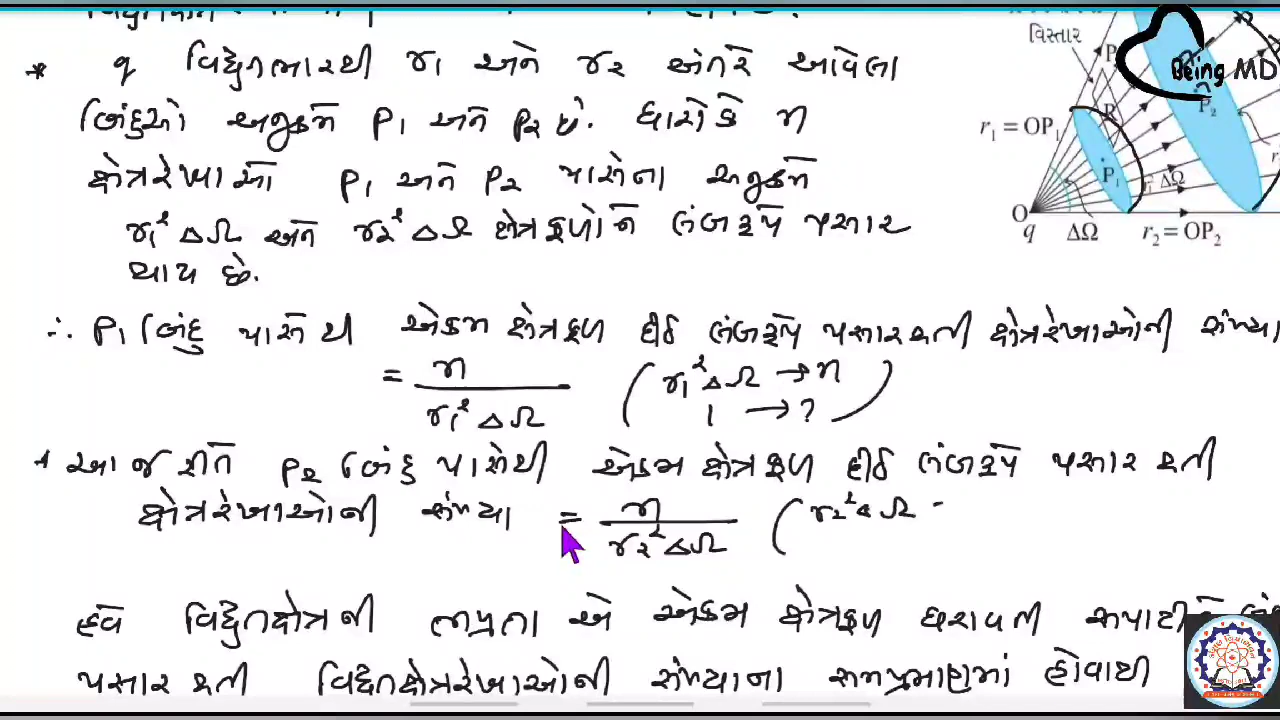 * q વિદ્યુતભારથી r₁ અને r₂ અંતરે આવેલા
બિંદુઓ અનુક્રમે P₁ અને P₂ છે. ધારોકે n
ક્ષેત્રરેખાઓ P₁ અને P₂ પાસેના અનુક્રમે
r₁² ΔΩ અને r₂² ΔΩ ક્ષેત્રફળોને લંબરૂપે પસાર
થાય છે.
∴ P₁ બિંદુ પાસેથી એકમ ક્ષેત્રફળ દીઠ લંબરૂપે પસાર થતી ક્ષેત્રરેખાઓની સંખ્યા
= n / r₁² ΔΩ ( r₁² ΔΩ → n
1 → ? )
* આ જ રીતે P₂ બિંદુ પાસેથી એકમ ક્ષેત્રફળ દીઠ લંબરૂપે પસાર થતી
ક્ષેત્રરેખાઓની સંખ્યા = n / r₂² ΔΩ ( r₂² ΔΩ -
હવે વિદ્યુતક્ષેત્રની તીવ્રતા એ એકમ ક્ષેત્રફળ ધરાવતી સપાટીને
પસાર થતી વિદ્યુતક્ષેત્રરેખાઓની સંખ્યાના સમપ્રમાણમાં હોવાથી
વિસ્તાર
Being MD
r₁ = OP₁
P₂
P₁
ΔΩ
O
q ΔΩ r₂ = OP₂